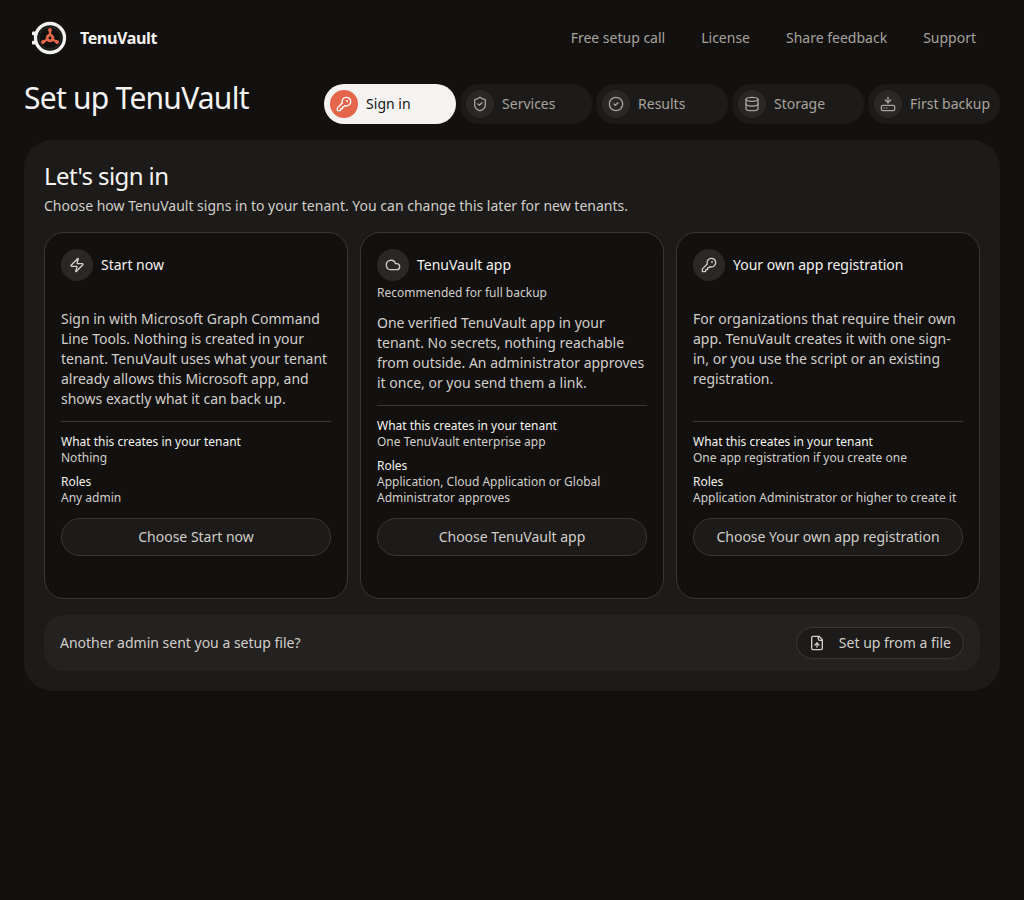 TenuVault
Free setup call
License
Share feedback
Support
Set up TenuVault
Sign in
Services
Results
Storage
First backup
Let's sign in
Choose how TenuVault signs in to your tenant. You can change this later for new tenants.
Start now
Sign in with Microsoft Graph Command
Line Tools. Nothing is created in your
tenant. TenuVault uses what your tenant
already allows this Microsoft app, and
shows exactly what it can back up.
What this creates in your tenant
Nothing
Roles
Any admin
Choose Start now
TenuVault app
Recommended for full backup
One verified TenuVault app in your
tenant. No secrets, nothing reachable
from outside. An administrator approves
it once, or you send them a link.
What this creates in your tenant
One TenuVault enterprise app
Roles
Application, Cloud Application or Global
Administrator approves
Choose TenuVault app
Your own app registration
For organizations that require their own
app. TenuVault creates it with one sign-
in, or you use the script or an existing
registration.
What this creates in your tenant
One app registration if you create one
Roles
Application Administrator or higher to create it
Choose Your own app registration
Another admin sent you a setup file?
Set up from a file